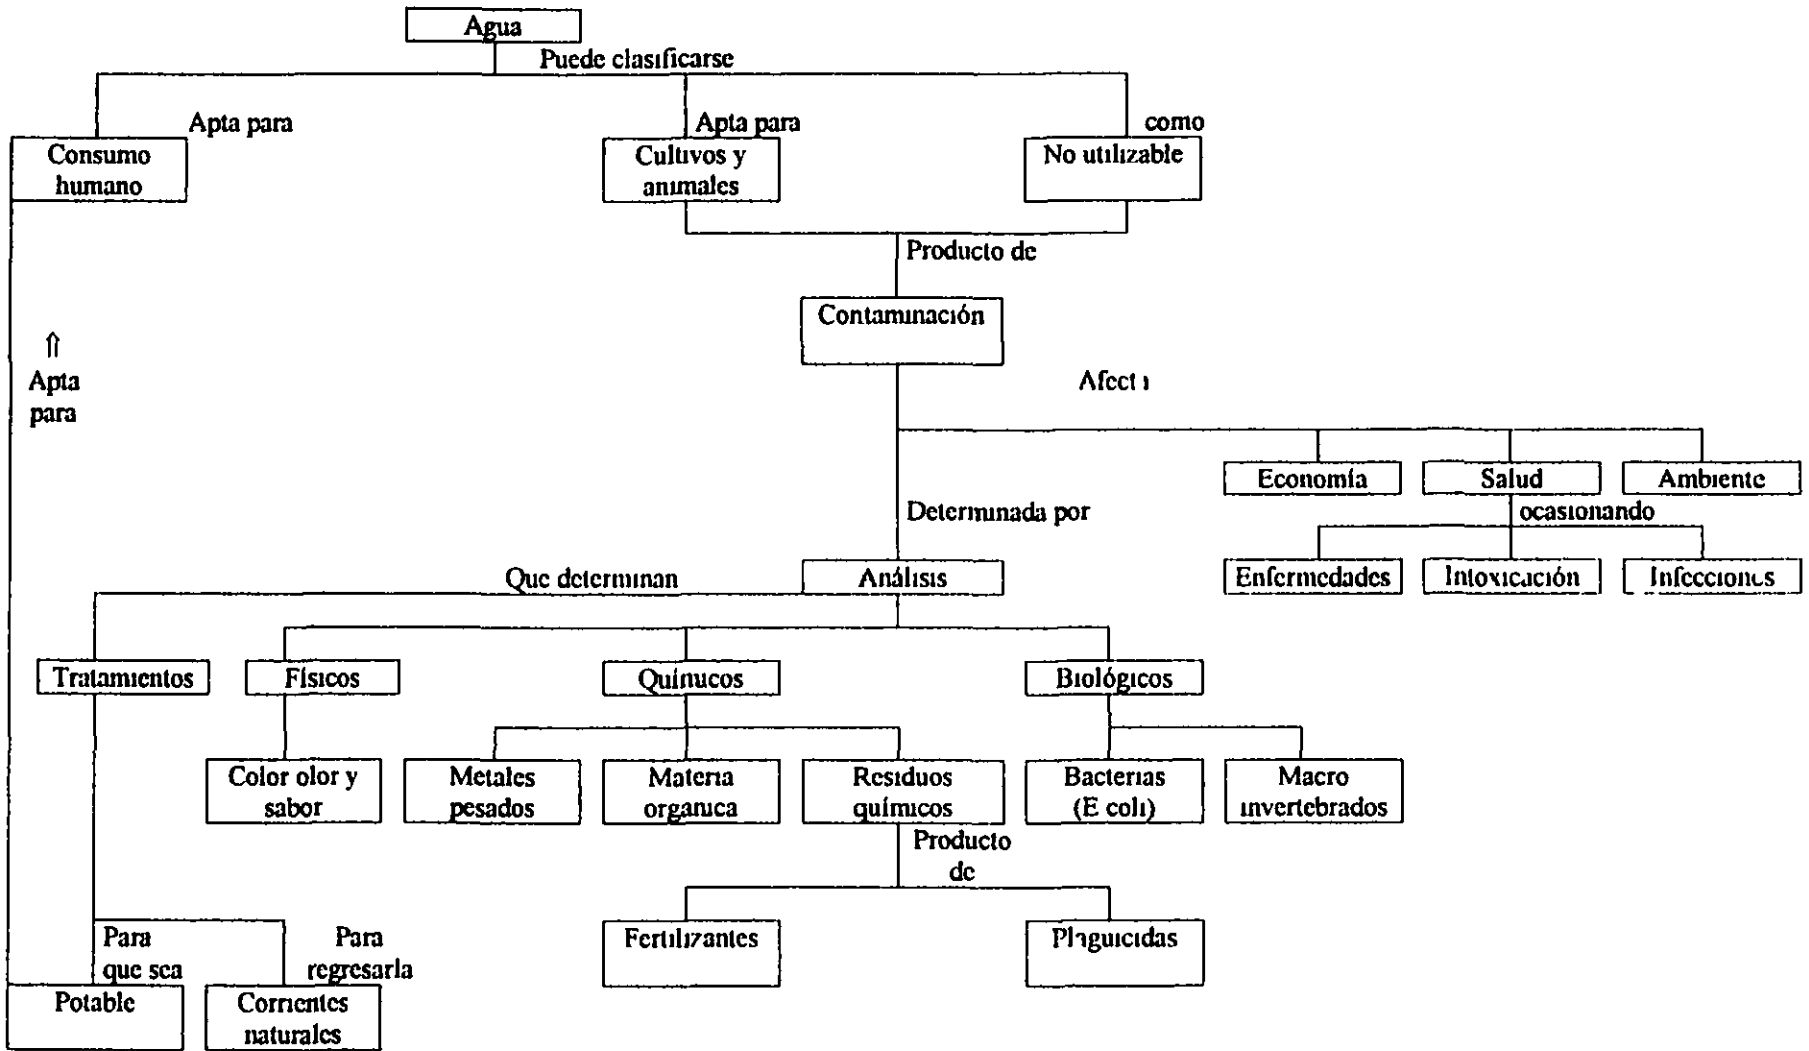 Agua
Puede clasificarse
Apta para
Apta para
como
Consumo
humano
Cultivos y
animales
No utilizable
Producto de
Contaminación
⇑
Apta
para
Afecta
Economía
Salud
Ambiente
Determinada por
ocasionando
Que determinan
Análisis
Enfermedades
Intoxicación
Infecciones
Tratamientos
Físicos
Químicos
Biológicos
Color olor y
sabor
Metales
pesados
Materia
organica
Residuos
químicos
Bacterias
(E coli)
Macro
invertebrados
Producto
de
Para
que sea
Para
regresarla
Fertilizantes
Plaguicidas
Potable
Corrientes
naturales